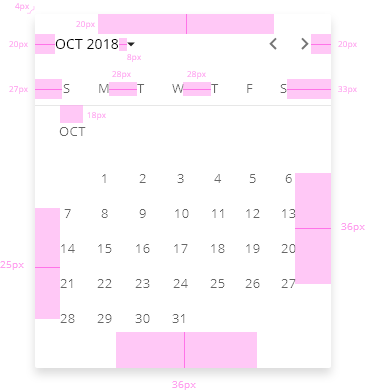 4px
20px
20px OCT 2018 20px
8px
28px 28px
27px S M T W T F S 33px
18px
OCT
1 2 3 4 5 6
7 8 9 10 11 12 13
36px
14 15 16 17 18 19 20
25px
21 22 23 24 25 26 27
28 29 30 31
36px